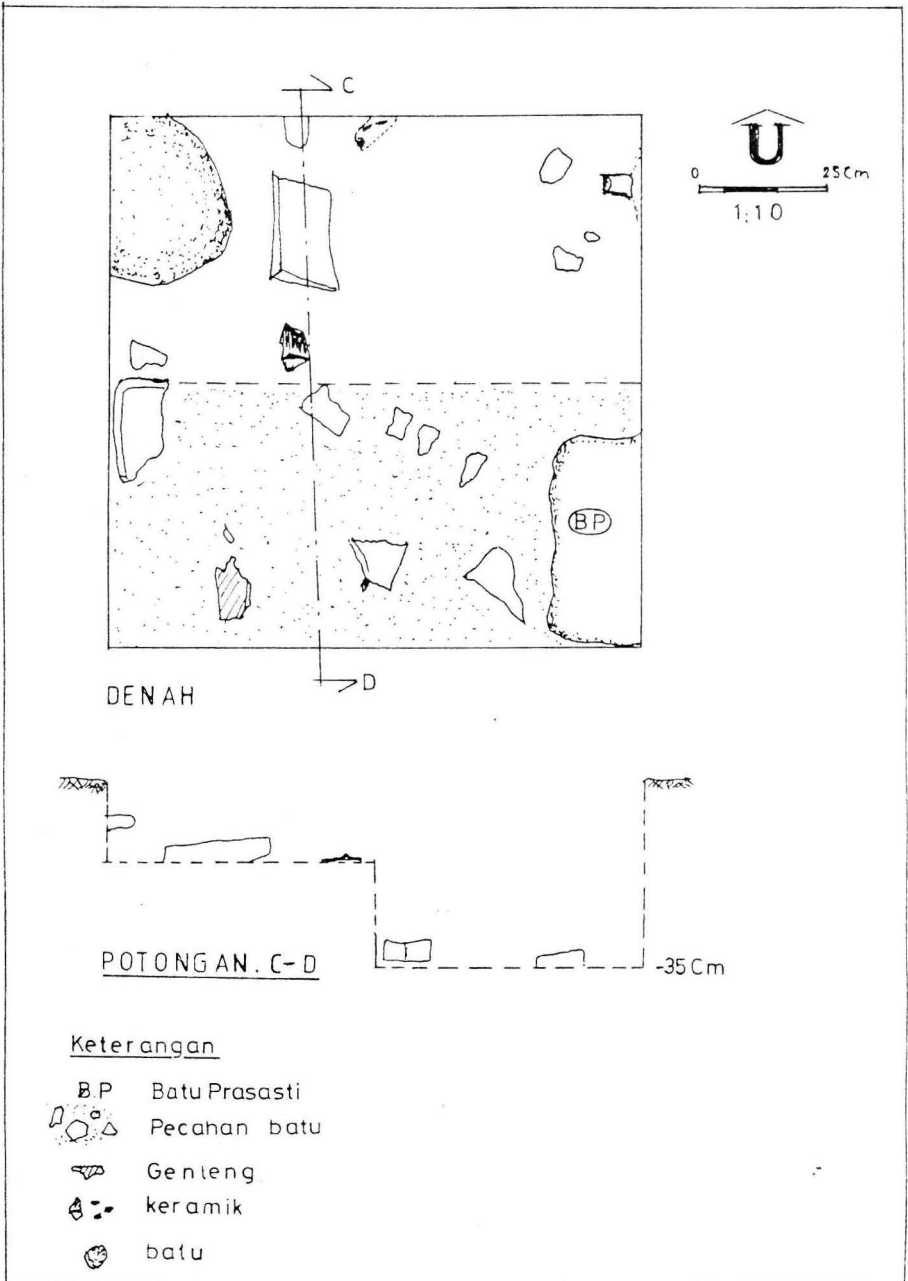 C
U
0 25Cm
1:10
BP
D
DENAH
POTONGAN. C-D
-35Cm
Keterangan
B.P Batu Prasasti
Pecahan batu
Genteng
keramik
batu